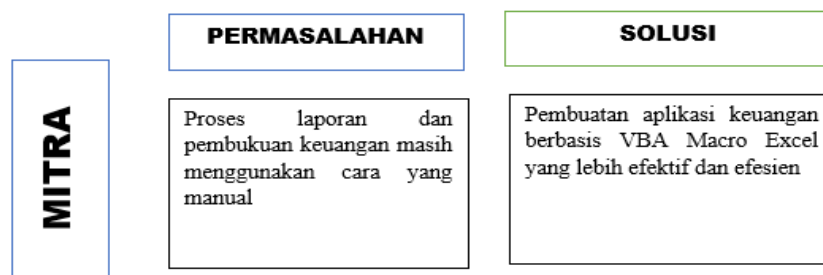 PERMASALAHAN
SOLUSI
MITRA
Proses laporan dan
pembukuan keuangan masih
menggunakan cara yang
manual
Pembuatan aplikasi keuangan
berbasis VBA Macro Excel
yang lebih efektif dan efesien